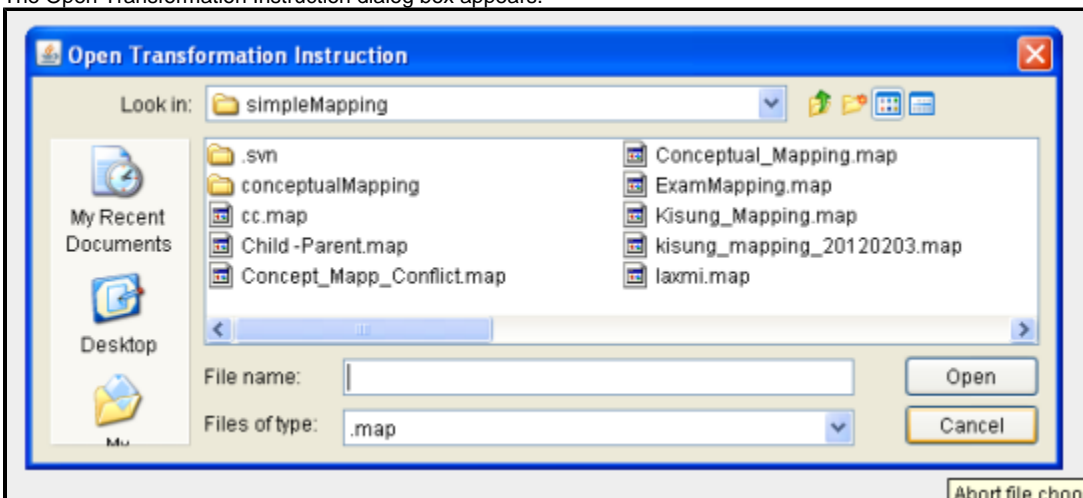 The Open Transformation Instruction dialog box appears.
Open Transformation Instruction
Look in: simpleMapping
.svn
conceptualMapping
cc.map
Child -Parent.map
Concept_Mapp_Conflict.map
Conceptual_Mapping.map
ExamMapping.map
Kisung_Mapping.map
kisung_mapping_20120203.map
laxmi.map
My Recent
Documents
Desktop
My
File name:
Open
Files of type: .map
Cancel
Abort file